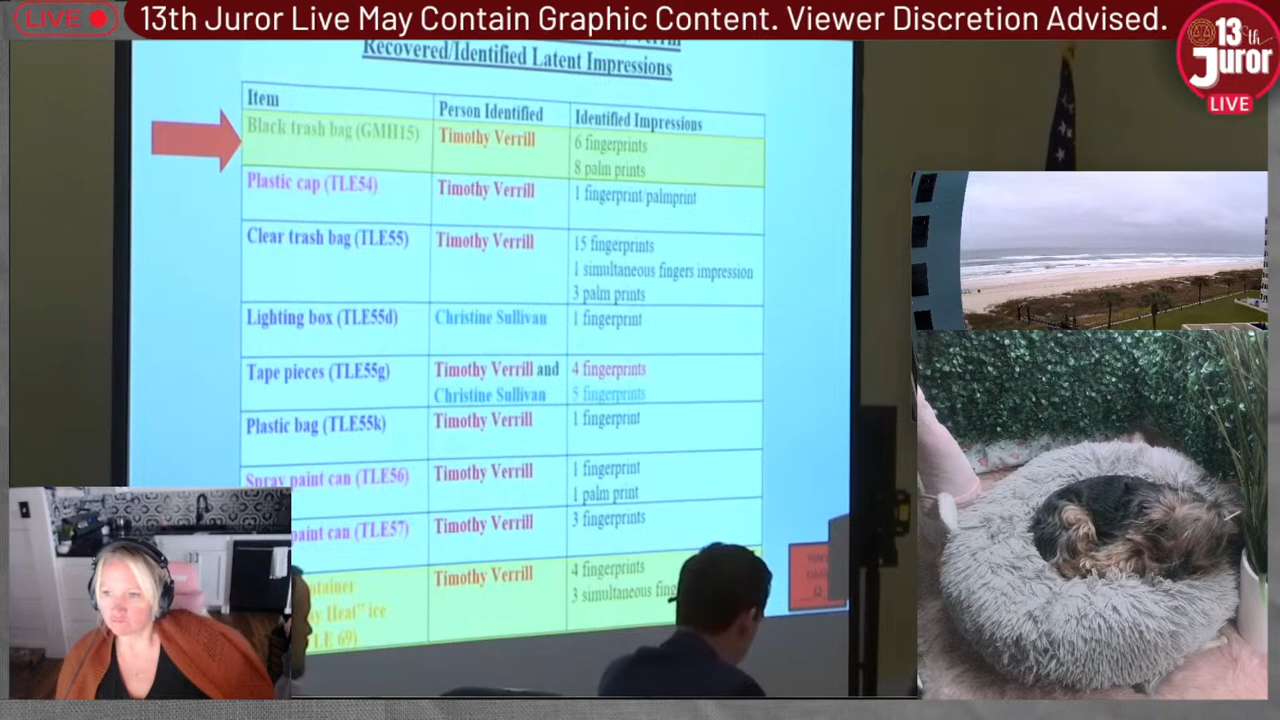 LIVE
13th Juror Live May Contain Graphic Content. Viewer Discretion Advised.
13th
Juror
LIVE
Recovered/Identified Latent Impressions
Item Person Identified Identified Impressions
Black trash bag (GMH15) Timothy Verrill 6 fingerprints
8 palm prints
Plastic cap (TLE54) Timothy Verrill 1 fingerprint/palmprint
Clear trash bag (TLE55) Timothy Verrill 15 fingerprints
1 simultaneous fingers impression
3 palm prints
Lighting box (TLE55d) Christine Sullivan 1 fingerprint
Tape pieces (TLE55g) Timothy Verrill and 4 fingerprints
Christine Sullivan 5 fingerprints
Plastic bag (TLE55k) Timothy Verrill 1 fingerprint
Spray paint can (TLE56) Timothy Verrill 1 fingerprint
1 palm print
paint can (TLE57) Timothy Verrill 3 fingerprints
Timothy Verrill 4 fingerprints
3 simultaneous
Heat" ice
69)